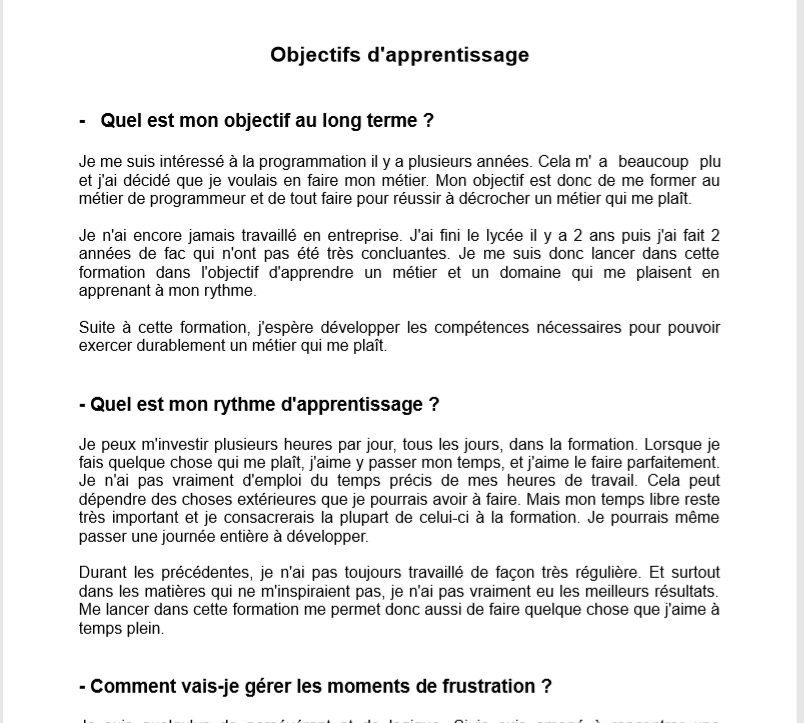 Objectifs d'apprentissage
- Quel est mon objectif au long terme ?
Je me suis intéressé à la programmation il y a plusieurs années. Cela m' a beaucoup plu
et j'ai décidé que je voulais en faire mon métier. Mon objectif est donc de me former au
métier de programmeur et de tout faire pour réussir à décrocher un métier qui me plaît.
Je n'ai encore jamais travaillé en entreprise. J'ai fini le lycée il y a 2 ans puis j'ai fait 2
années de fac qui n'ont pas été très concluantes. Je me suis donc lancer dans cette
formation dans l'objectif d'apprendre un métier et un domaine qui me plaisent en
apprenant à mon rythme.
Suite à cette formation, j'espère développer les compétences nécessaires pour pouvoir
exercer durablement un métier qui me plaît.
- Quel est mon rythme d'apprentissage ?
Je peux m'investir plusieurs heures par jour, tous les jours, dans la formation. Lorsque je
fais quelque chose qui me plaît, j'aime y passer mon temps, et j'aime le faire parfaitement.
Je n'ai pas vraiment d'emploi du temps précis de mes heures de travail. Cela peut
dépendre des choses extérieures que je pourrais avoir à faire. Mais mon temps libre reste
très important et je consacrerais la plupart de celui-ci à la formation. Je pourrais même
passer une journée entière à développer.
Durant les précédentes, je n'ai pas toujours travaillé de façon très régulière. Et surtout
dans les matières qui ne m'inspiraient pas, je n'ai pas vraiment eu les meilleurs résultats.
Me lancer dans cette formation me permet donc aussi de faire quelque chose que j'aime à
temps plein.
- Comment vais-je gérer les moments de frustration ?